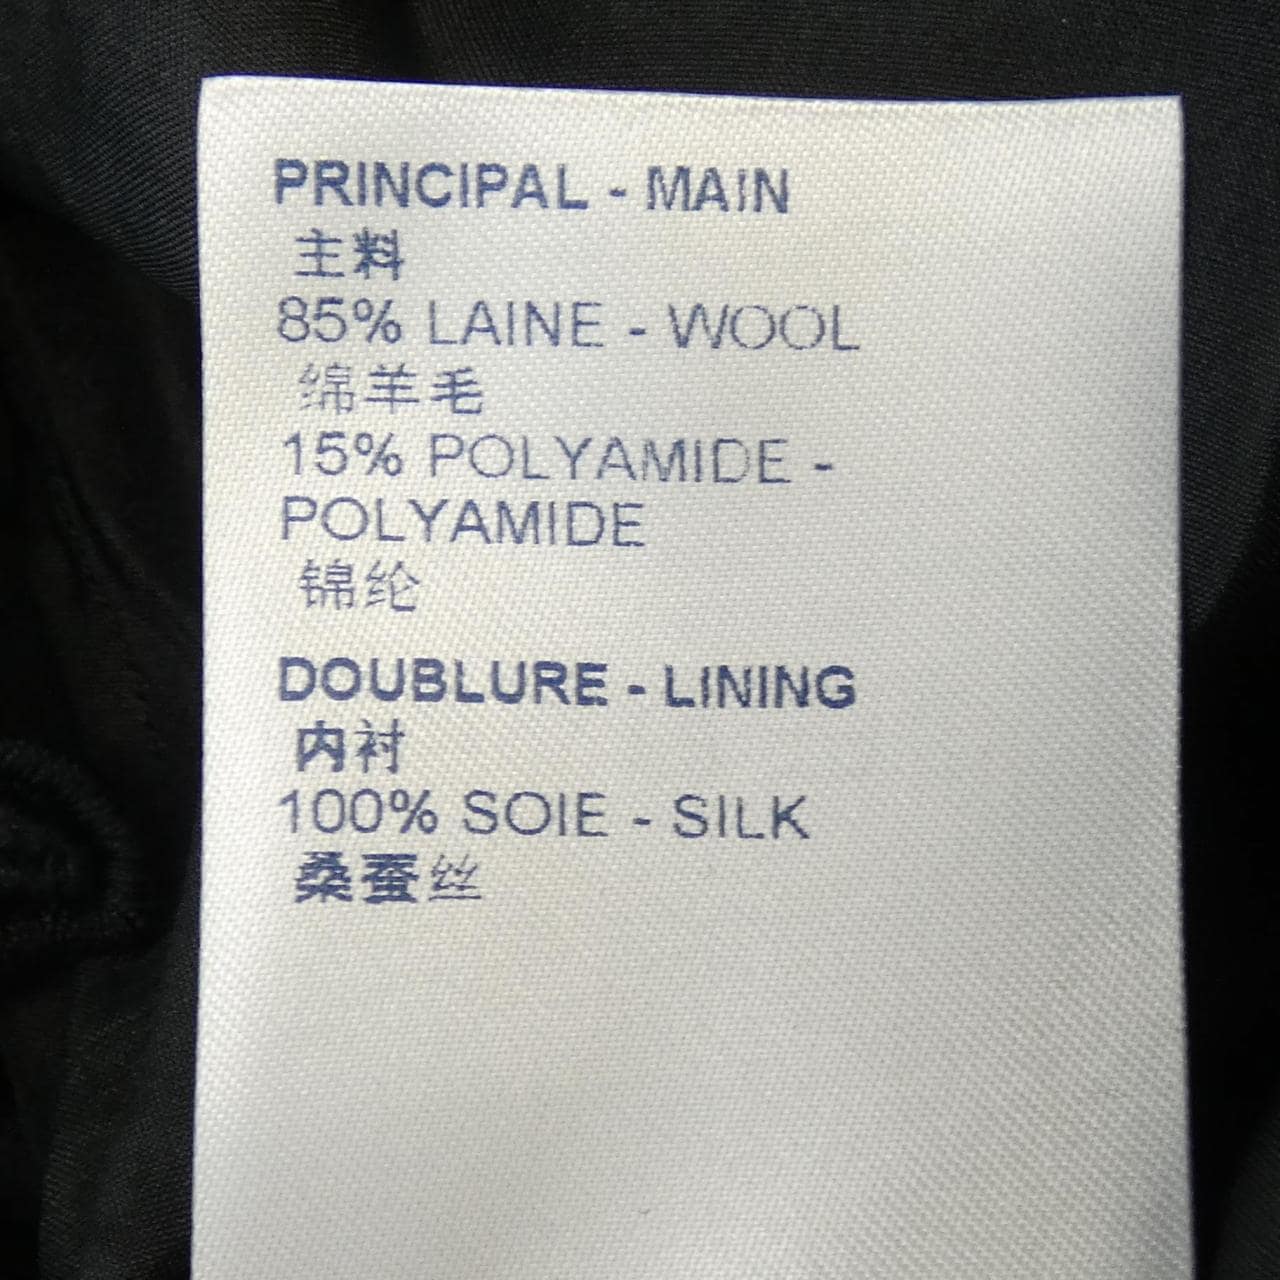 PRINCIPAL - MAIN
主料
85% LAINE - WOOL
绵羊毛
15% POLYAMIDE -
POLYAMIDE
锦纶
DOUBLURE - LINING
内衬
100% SOIE - SILK
桑蚕丝